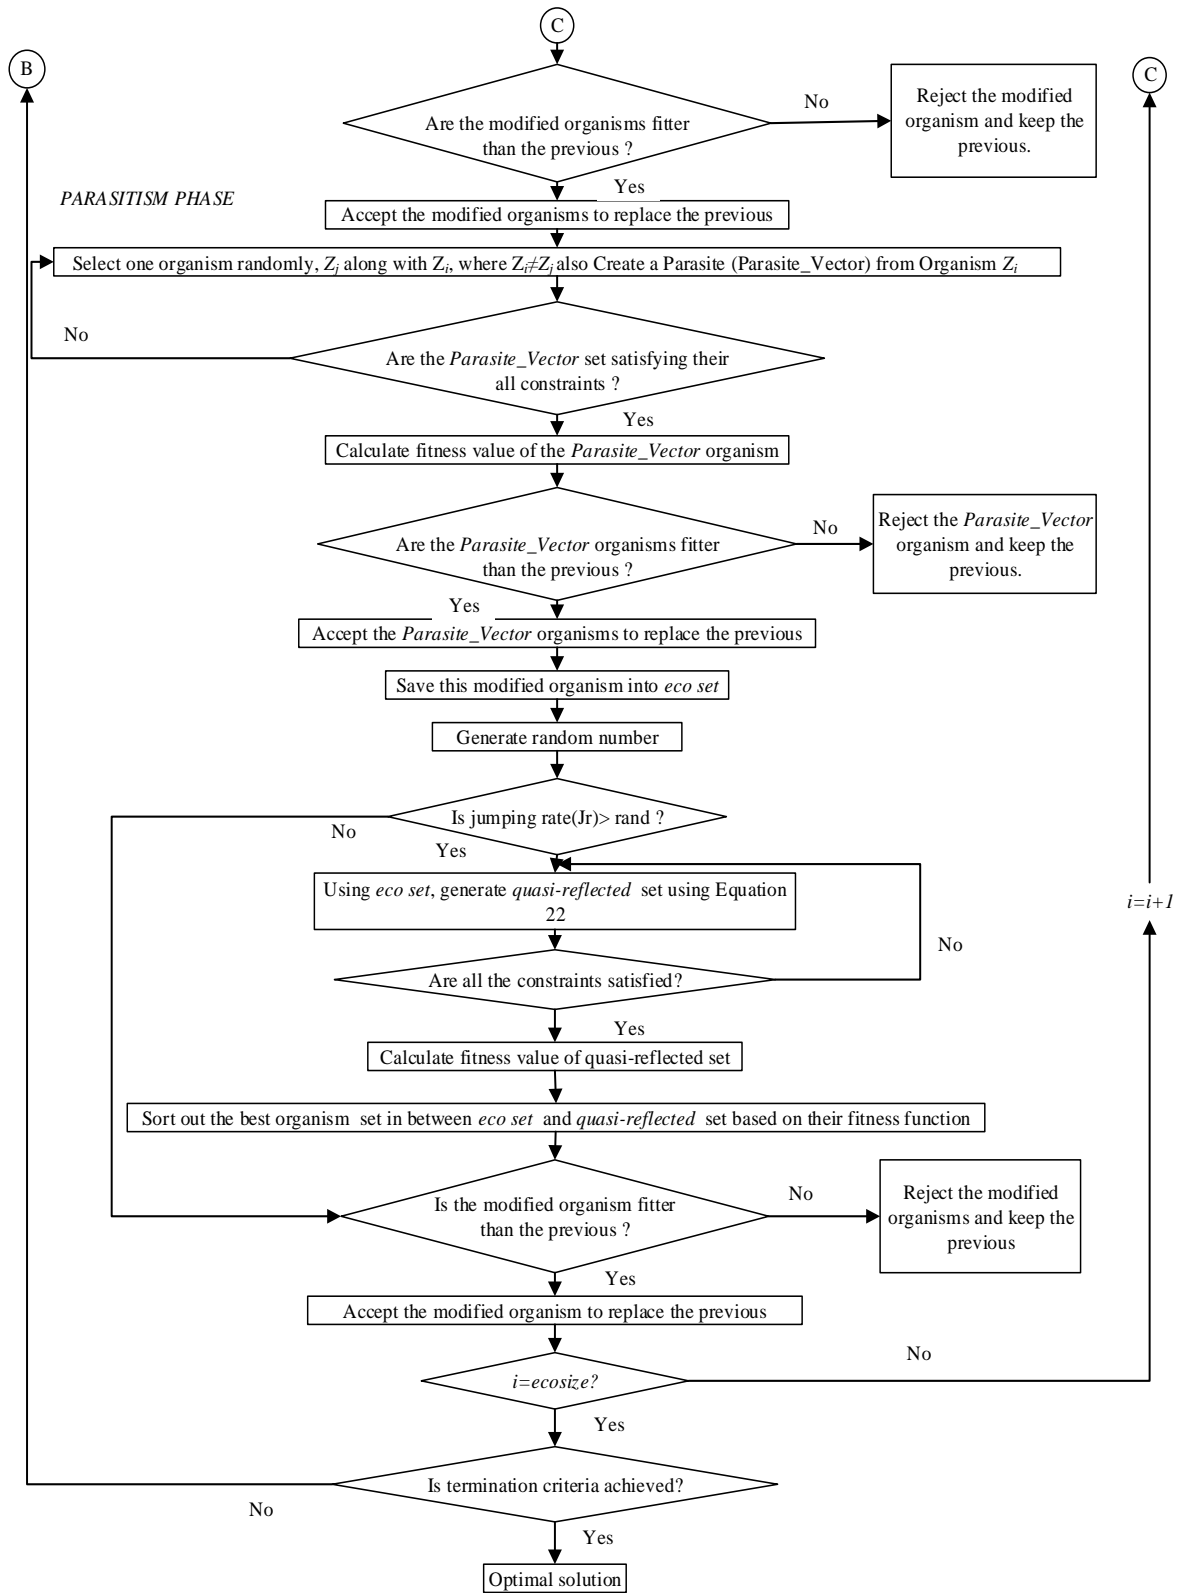 C
B
C
No
Reject the modified
organism and keep the
previous.
Are the modified organisms fitter
than the previous ?
Yes
PARASITISM PHASE
Accept the modified organisms to replace the previous
Select one organism randomly, Zj along with Zi, where Zi≠Zj also Create a Parasite (Parasite_Vector) from Organism Zi
No
Are the Parasite_Vector set satisfying their
all constraints ?
Yes
Calculate fitness value of the Parasite_Vector organism
No
Reject the Parasite_Vector
organism and keep the
previous.
Are the Parasite_Vector organisms fitter
than the previous ?
Yes
Accept the Parasite_Vector organisms to replace the previous
Save this modified organism into eco set
Generate random number
Is jumping rate(Jr)> rand ?
No
Yes
Using eco set, generate quasi-reflected set using Equation
22
i=i+1
No
Are all the constraints satisfied?
Yes
Calculate fitness value of quasi-reflected set
Sort out the best organism set in between eco set and quasi-reflected set based on their fitness function
Is the modified organism fitter
than the previous ?
No
Reject the modified
organisms and keep the
previous
Yes
Accept the modified organism to replace the previous
No
i=ecosize?
Yes
Is termination criteria achieved?
No
Yes
Optimal solution